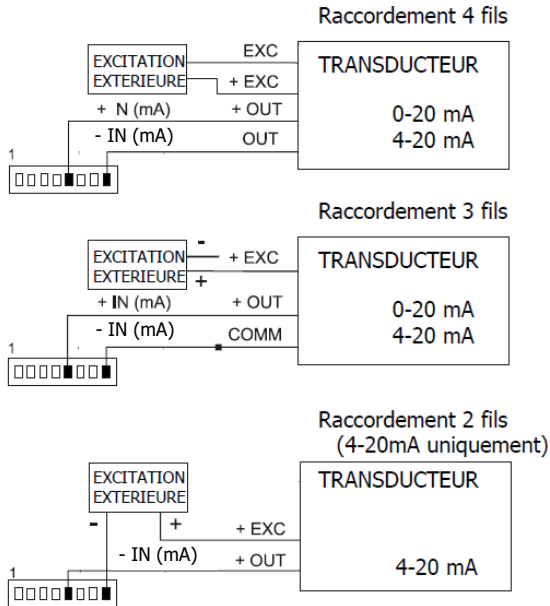 Raccordement 4 fils
EXCITATION
EXTERIEURE
EXC
+ EXC
+ N (mA)
+ OUT
- IN (mA)
OUT
TRANSDUCTEUR
0-20 mA
4-20 mA
1
Raccordement 3 fils
EXCITATION
EXTERIEURE
-
+
+ EXC
+ IN (mA)
+ OUT
- IN (mA)
COMM
TRANSDUCTEUR
0-20 mA
4-20 mA
1
Raccordement 2 fils
(4-20mA uniquement)
EXCITATION
EXTERIEURE
-
+
+ EXC
- IN (mA)
+ OUT
TRANSDUCTEUR
4-20 mA
1